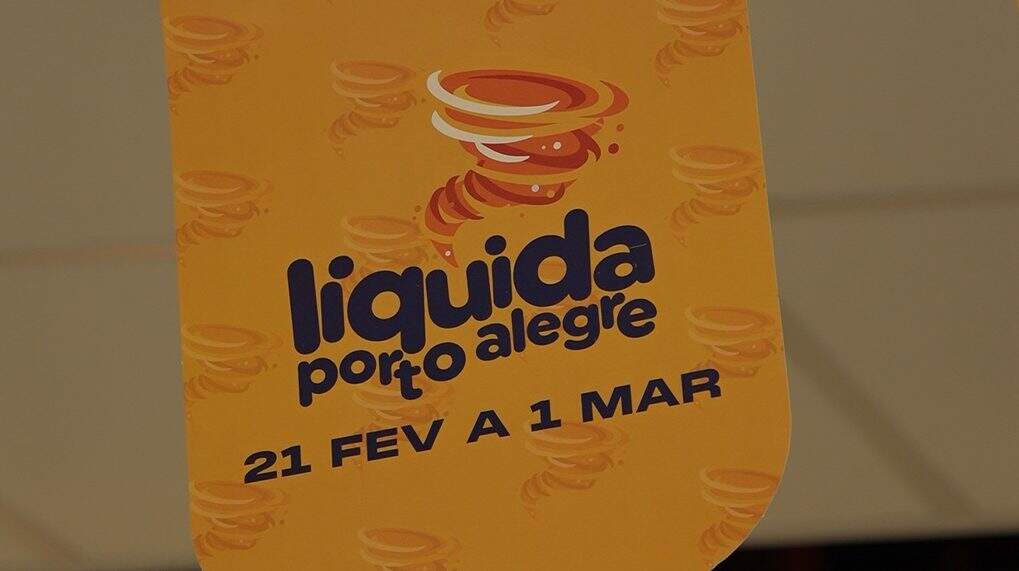 liquida
porto alegre
21 FEV A 1 MAR